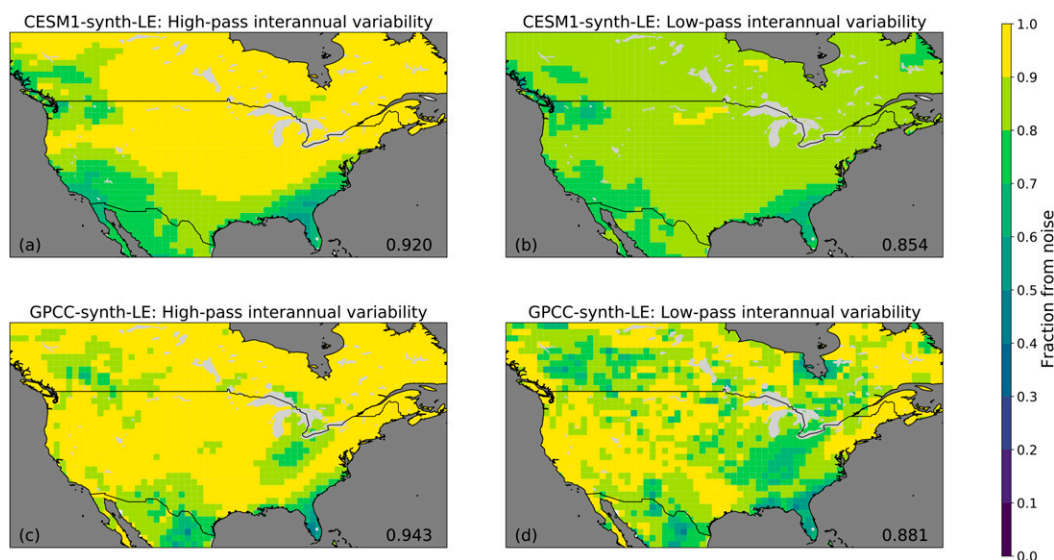 CESM1-synth-LE: High-pass interannual variability
(a)
0.920
CESM1-synth-LE: Low-pass interannual variability
(b)
0.854
GPCC-synth-LE: High-pass interannual variability
(c)
0.943
GPCC-synth-LE: Low-pass interannual variability
(d)
0.881
1.0
0.9
0.8
0.7
0.6
0.5
0.4
0.3
0.2
0.1
0.0
Fraction from noise